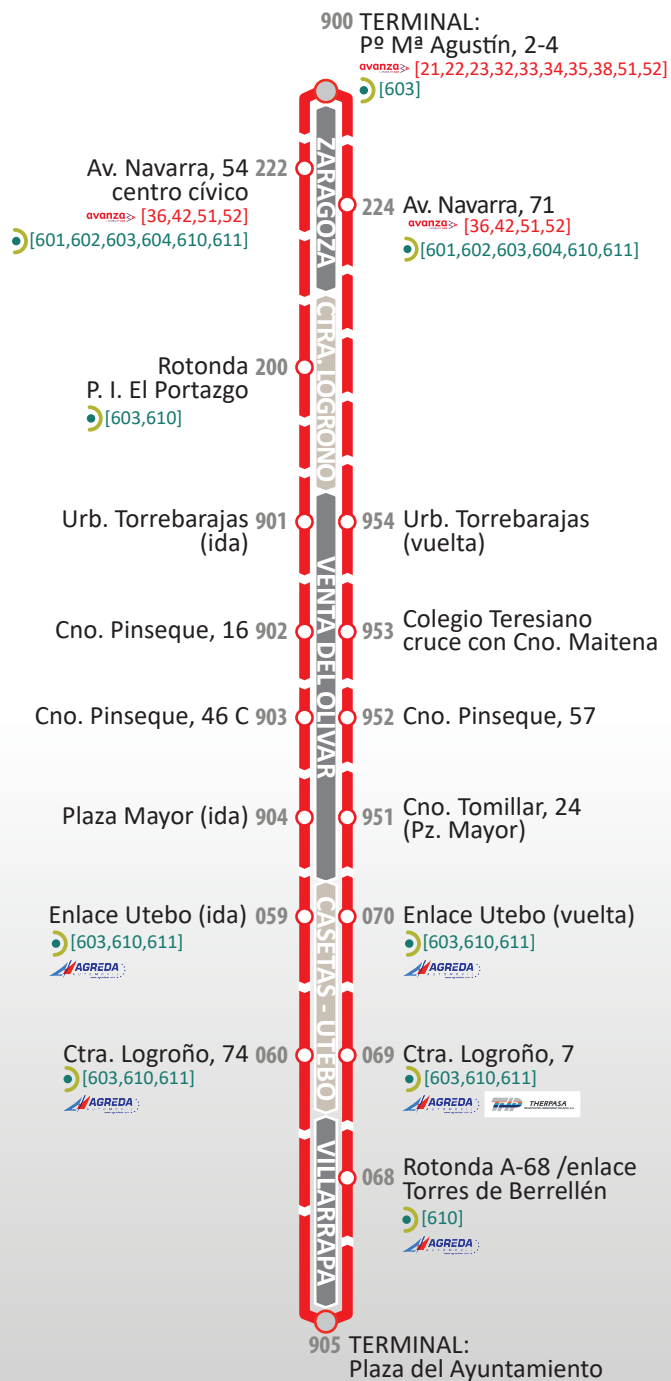 900 TERMINAL:
Pº Mª Agustín, 2-4
avanza [21,22,23,32,33,34,35,38,51,52]
[603]
ZARAGOZA
Av. Navarra, 54 222
centro cívico
avanza [36,42,51,52]
[601,602,603,604,610,611]
224 Av. Navarra, 71
avanza [36,42,51,52]
[601,602,603,604,610,611]
CTRA. LOGROÑO
Rotonda 200
P. I. El Portazgo
[603,610]
VENTA DEL OLIVAR
Urb. Torrebarajas 901
(ida)
954 Urb. Torrebarajas
(vuelta)
Cno. Pinseque, 16 902
953 Colegio Teresiano
cruce con Cno. Maitena
Cno. Pinseque, 46 C 903
952 Cno. Pinseque, 57
Plaza Mayor (ida) 904
951 Cno. Tomillar, 24
(Pz. Mayor)
CASETAS - UTEBO
Enlace Utebo (ida) 059
[603,610,611]
AGREDA
AUTOMOVIL
070 Enlace Utebo (vuelta)
[603,610,611]
AGREDA
AUTOMOVIL
Ctra. Logroño, 74 060
[603,610,611]
AGREDA
AUTOMOVIL
069 Ctra. Logroño, 7
[603,610,611]
AGREDA
AUTOMOVIL
THERPASA
VILLARRAPA
068 Rotonda A-68 /enlace
Torres de Berrellén
[610]
AGREDA
AUTOMOVIL
905 TERMINAL:
Plaza del Ayuntamiento